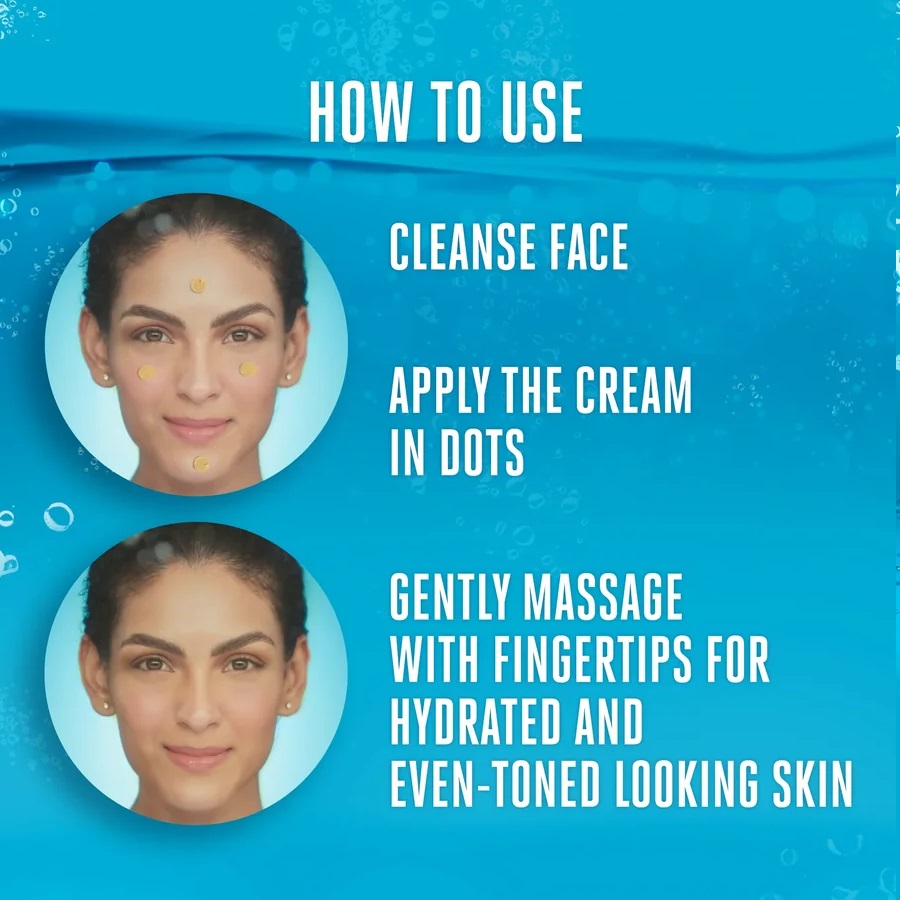 HOW TO USE
CLEANSE FACE
APPLY THE CREAM
IN DOTS
GENTLY MASSAGE
WITH FINGERTIPS FOR
HYDRATED AND
EVEN-TONED LOOKING SKIN